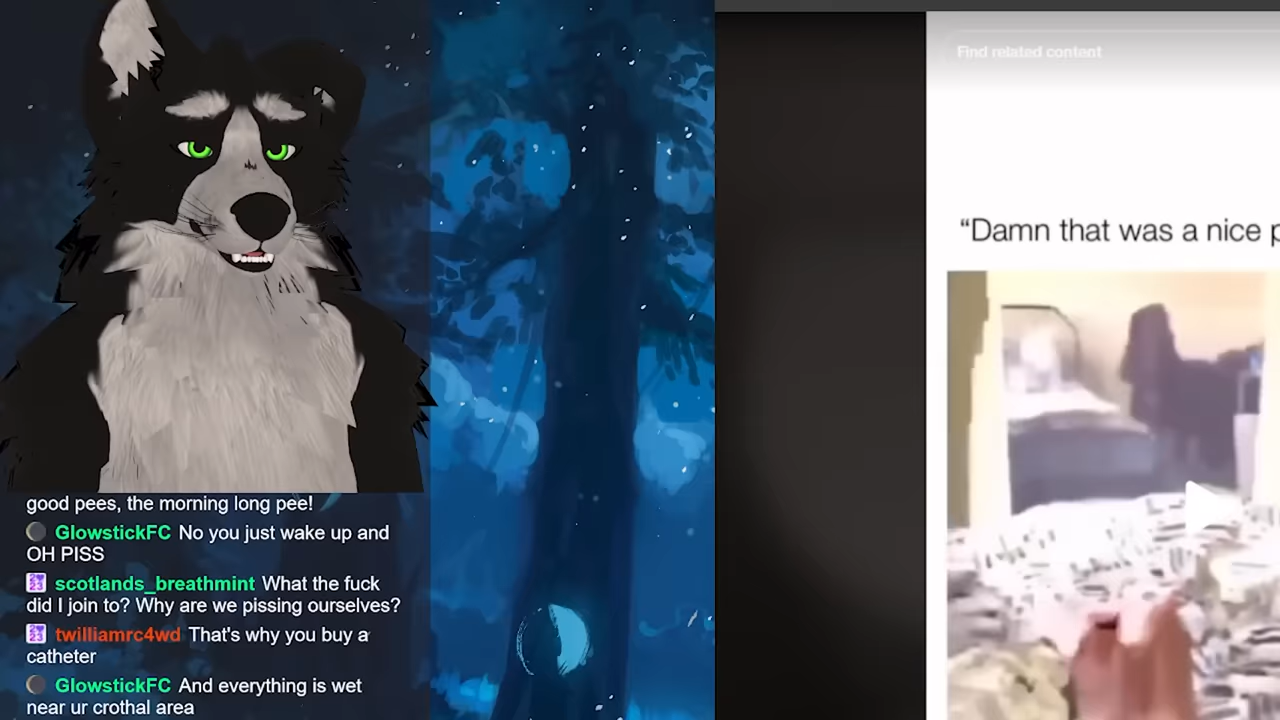 good pees, the morning long pee!
GlowstickFC No you just wake up and
OH PISS
scotlands_breathmint What the fuck
did I join to? Why are we pissing ourselves?
twilliamrc4wd That's why you buy a
catheter
GlowstickFC And everything is wet
near ur crothal area
Find related content
“Damn that was a nice p